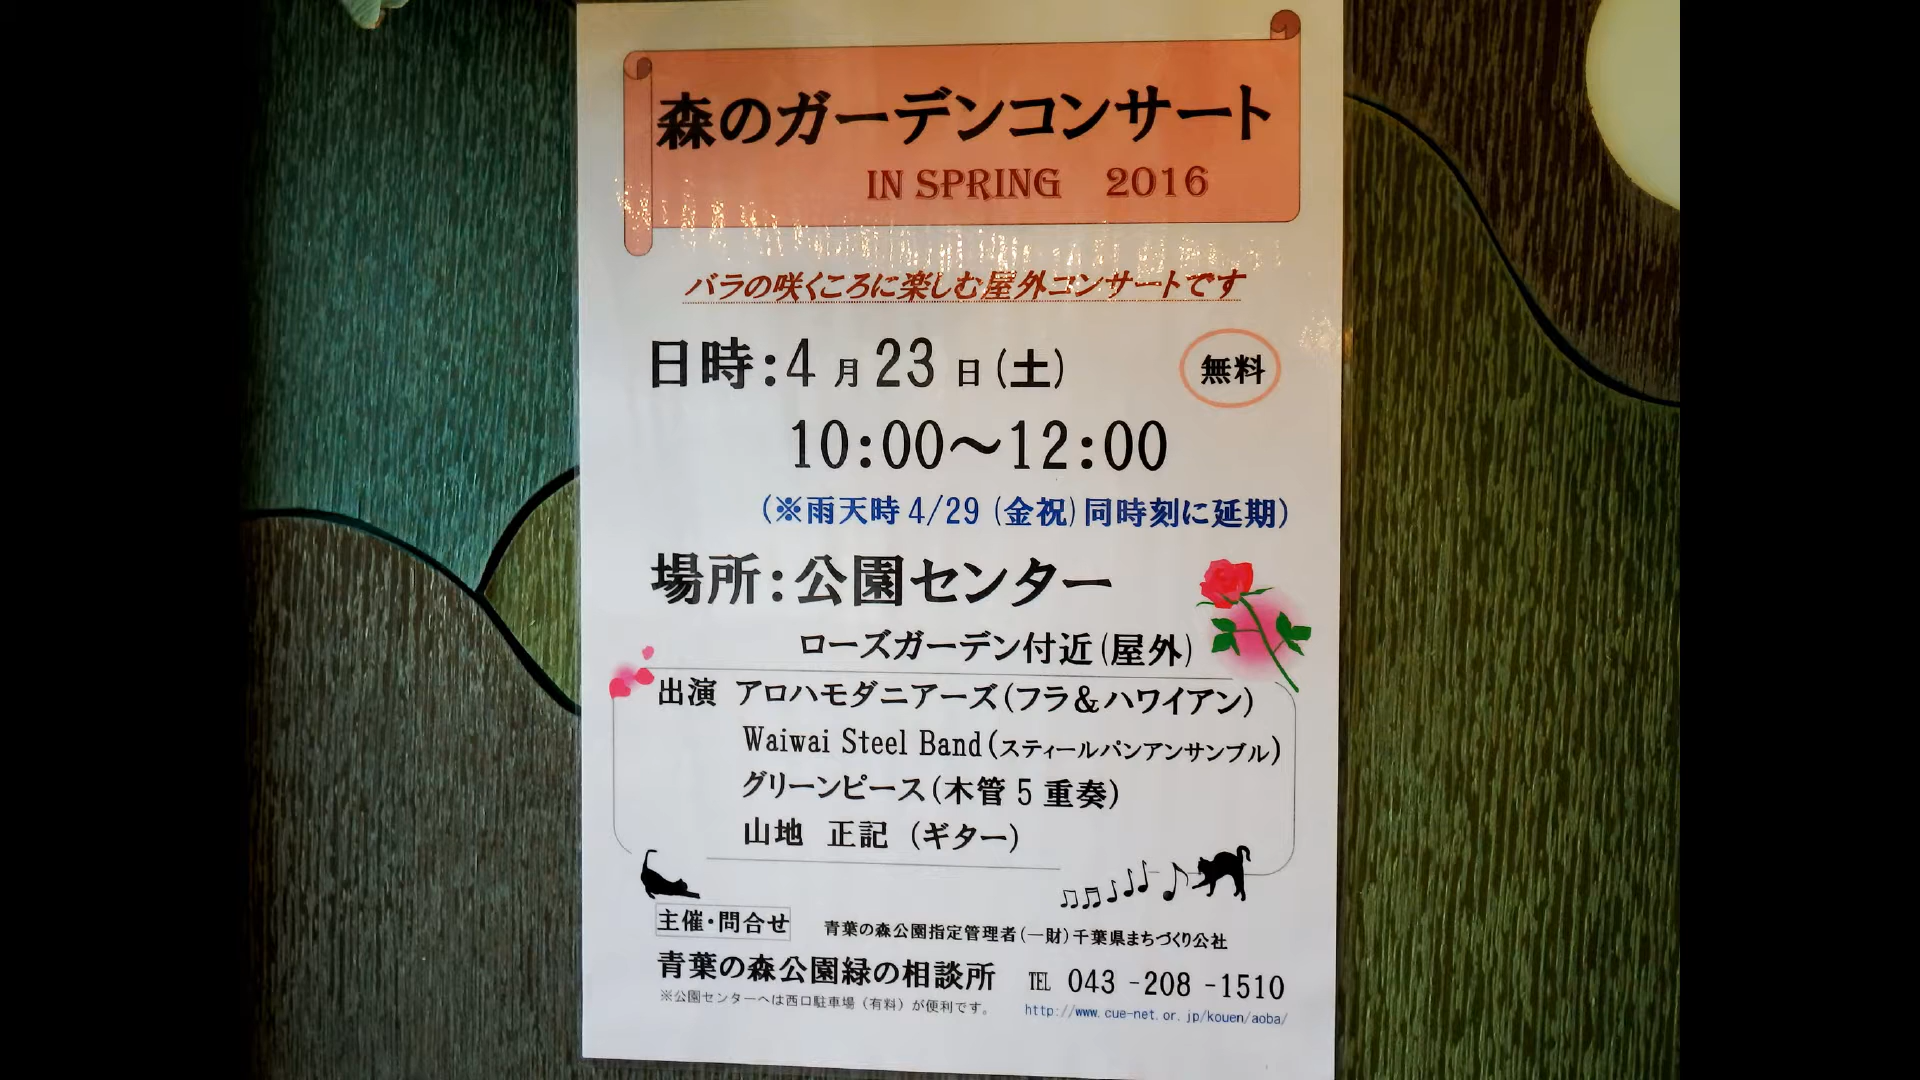 森のガーデンコンサート
IN SPRING 2016
バラの咲くころに楽しむ屋外コンサートです
日時:4月23日(土)
無料
10:00～12:00
(※雨天時4/29(金祝)同時刻に延期)
場所:公園センター
ローズガーデン付近(屋外)
出演 アロハモダニアーズ(フラ&ハワイアン)
Waiwai Steel Band(スティールパンアンサンブル)
グリーンピース(木管5重奏)
山地 正記 (ギター)
主催・問合せ 青葉の森公園指定管理者(一財)千葉県まちづくり公社
青葉の森公園緑の相談所 TEL 043-208-1510
※公園センターへは西口駐車場(有料)が便利です。 http://www.cue-net.or.jp/kouen/aoba/